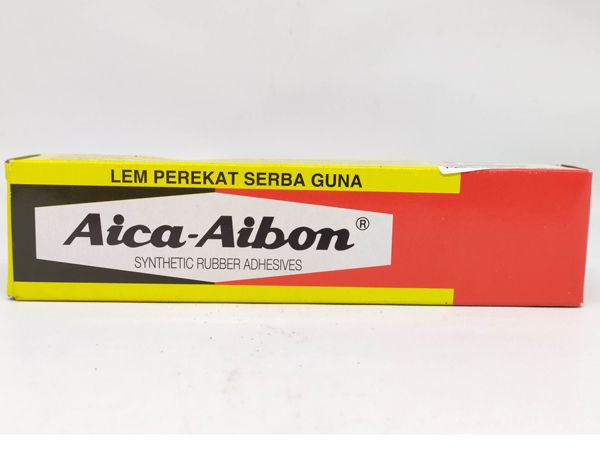 LEM PEREKAT SERBA GUNA
Aica-Aibon®
SYNTHETIC RUBBER ADHESIVES